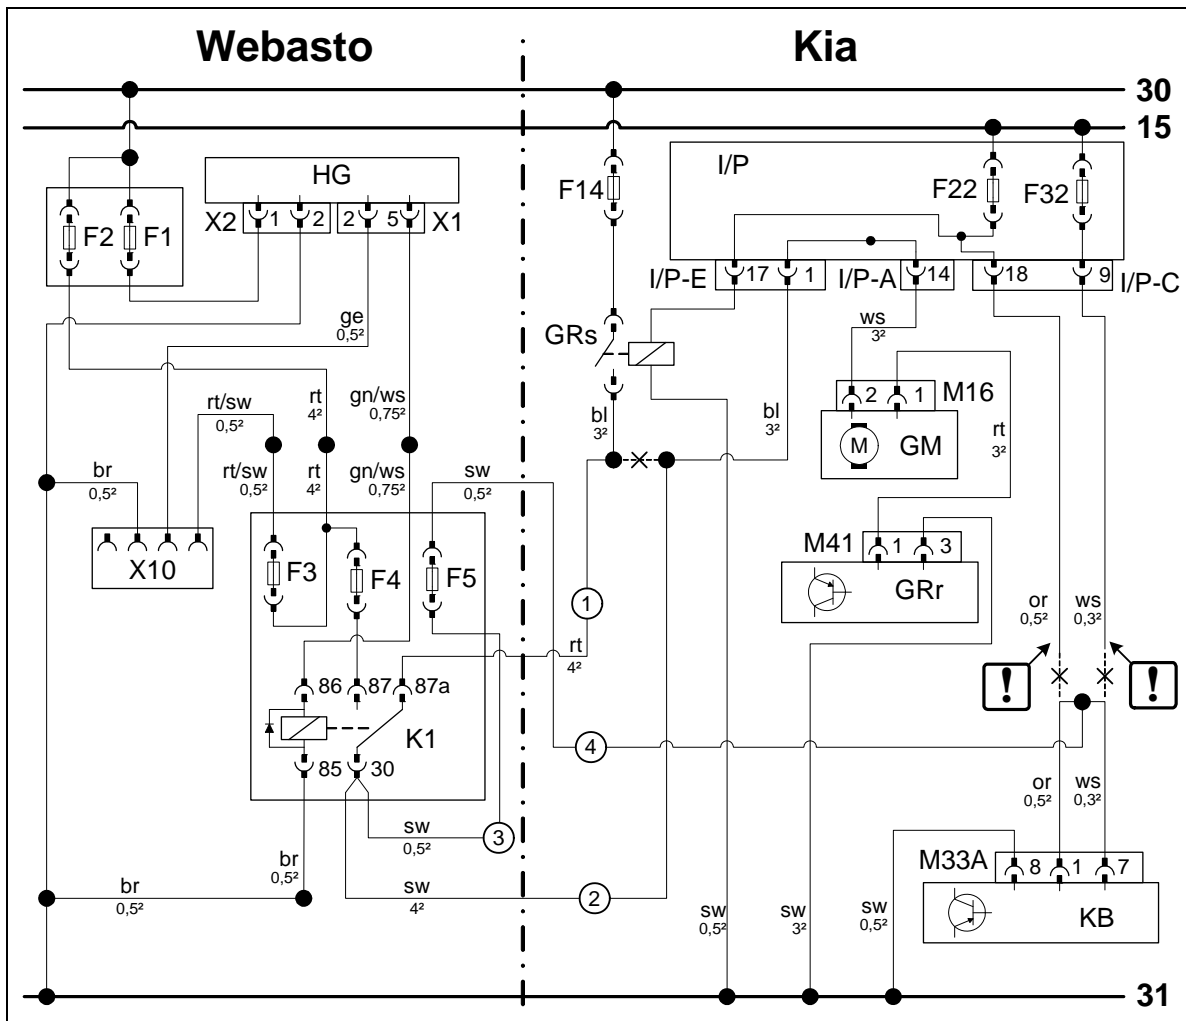 Webasto Kia
30
15
HG
I/P
F2 F1
X2 1 2 2 5 X1
F14
F22 F32
I/P-E 17 1 I/P-A 14 18 9 I/P-C
ge
0,5²
ws
3²
GRs
rt/sw
0,5²
rt
4²
gn/ws
0,75²
bl
3²
bl
3²
2 1 M16
M GM
rt
3²
br
0,5²
rt/sw
0,5²
rt
4²
gn/ws
0,75²
sw
0,5²
X10
F3 F4 F5
M41 1 3
GRr
1
rt
4²
or
0,5²
ws
0,3²
! !
86 87 87a
K1
85 30
4
or
0,5²
ws
0,3²
sw
0,5²
3
br
0,5²
br
0,5²
sw
4²
2
M33A 8 1 7
KB
sw
0,5²
sw
3²
sw
0,5²
31